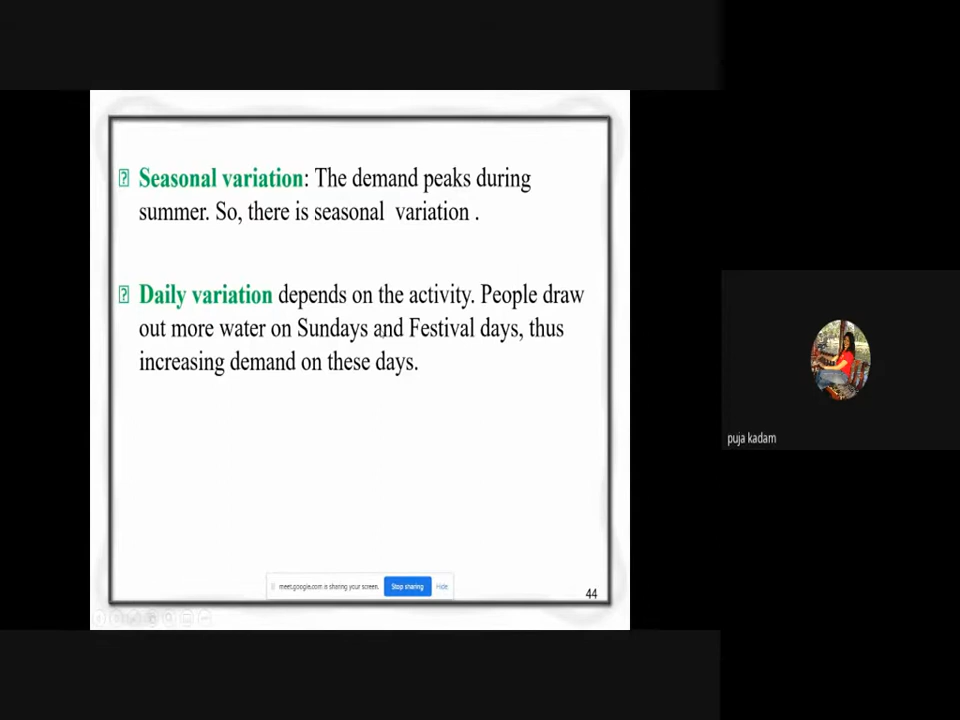 Seasonal variation: The demand peaks during
summer. So, there is seasonal variation .
Daily variation depends on the activity. People draw
out more water on Sundays and Festival days, thus
increasing demand on these days.
meet.google.com is sharing your screen. Stop sharing Hide
44
puja kadam